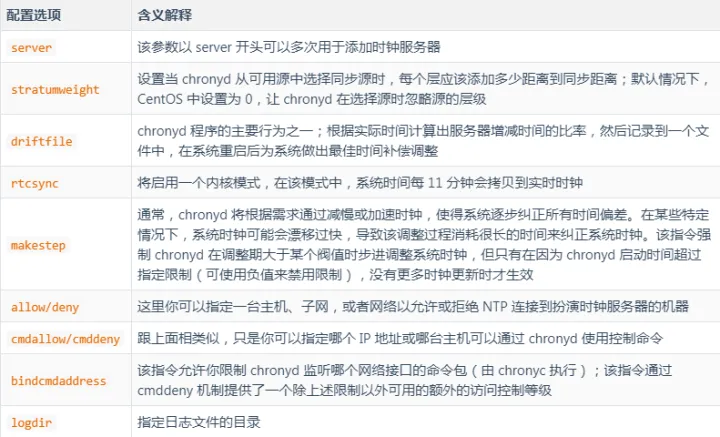 配置选项 含义解释
server 该参数以 server 开头可以多次用于添加时钟服务器
stratumweight 设置当 chronyd 从可用源中选择同步源时，每个层应该添加多少距离到同步距离；默认情况下，
CentOS 中设置为 0，让 chronyd 在选择源时忽略源的层级
driftfile chronyd 程序的主要行为之一；根据实际时间计算出服务器增减时间的比率，然后记录到一个文
件中，在系统重启后为系统做出最佳时间补偿调整
rtcsync 将启用一个内核模式，在该模式中，系统时间每 11 分钟会拷贝到实时时钟
makestep 通常，chronyd 将根据需求通过减慢或加速时钟，使得系统逐步纠正所有时间偏差。在某些特定
情况下，系统时钟可能会漂移过快，导致该调整过程消耗很长的时间来纠正系统时钟。该指令强
制 chronyd 在调整期大于某个阀值时步进调整系统时钟，但只有在因为 chronyd 启动时间超过
指定限制（可使用负值来禁用限制），没有更多时钟更新时才生效
allow/deny 这里你可以指定一台主机、子网，或者网络以允许或拒绝 NTP 连接到扮演时钟服务器的机器
cmdallow/cmddeny 跟上面相类似，只是你可以指定哪个 IP 地址或哪台主机可以通过 chronyd 使用控制命令
bindcmdaddress 该指令允许你限制 chronyd 监听哪个网络接口的命令包（由 chronyc 执行）；该指令通过
cmddeny 机制提供了一个除上述限制以外可用的额外的访问控制等级
logdir 指定日志文件的目录